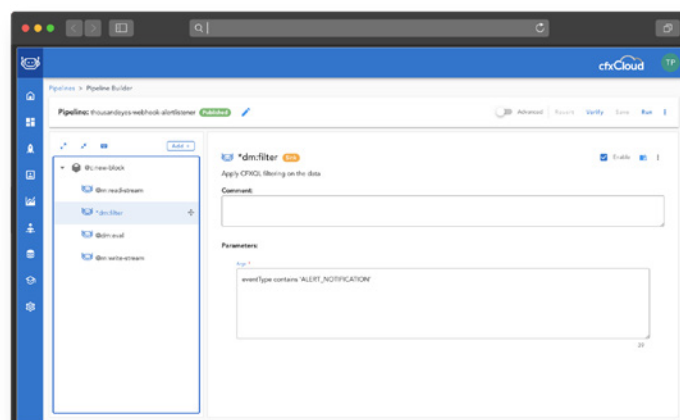 cfxCloud
TP
Pipelines > Pipeline Builder
Pipeline: thousandeyes-webhook-alertlistener Published
Advanced Revert Verify Save Run
Add +
@c:new-block
@rn:read-stream
*dm:filter
@dm:eval
@rn:write-stream
*dm:filter
Enable
Apply CFXQL filtering on the data
Comment:
Parameters:
eventType contains 'ALERT_NOTIFICATION'